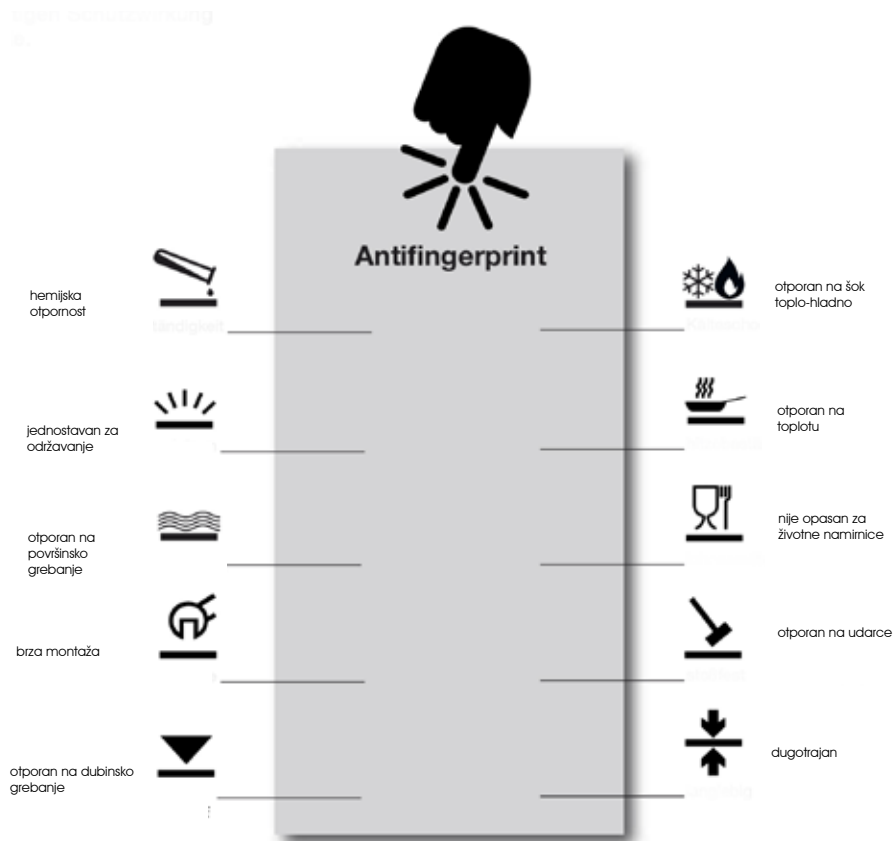 Antifingerprint
hemijska
otpornost
jednostavan za
održavanje
otporan na
površinsko
grebanje
brza montaža
otporan na dubinsko
grebanje
otporan na šok
toplo-hladno
otporan na
toplotu
nije opasan za
životne namirnice
otporan na udarce
dugotrajan